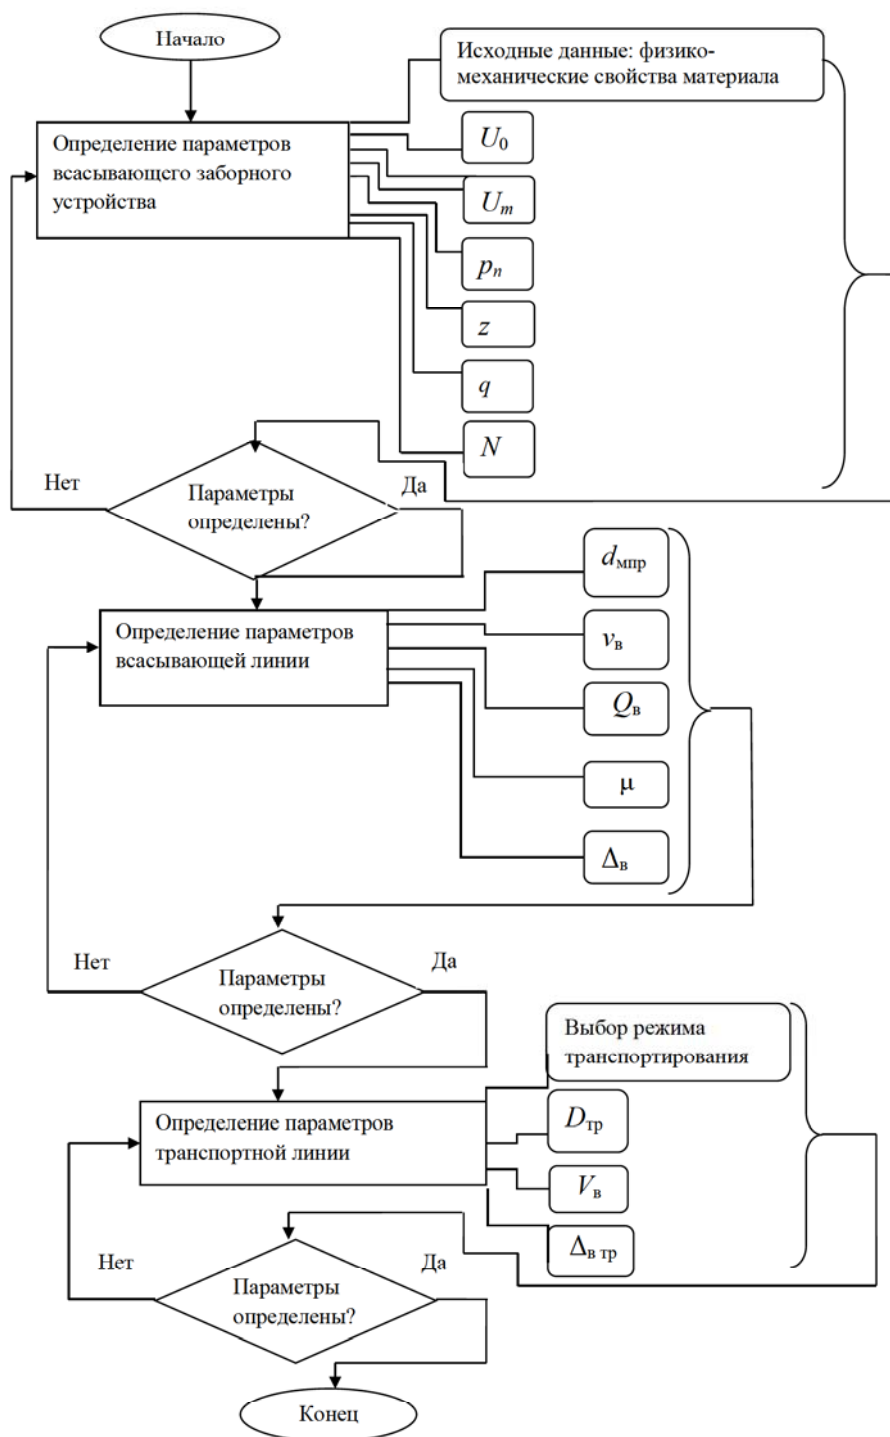 Начало
Исходные данные: физико-
механические свойства материала
Определение параметров
всасывающего заборного
устройства
U₀
Uₘ
pₙ
z
q
N
Нет
Да
Параметры
определены?
dмпр
Определение параметров
всасывающей линии
vв
Qв
μ
Δв
Нет
Да
Параметры
определены?
Выбор режима
транспортирования
Определение параметров
транспортной линии
Dтр
Vв
Δв тр
Нет
Да
Параметры
определены?
Конец